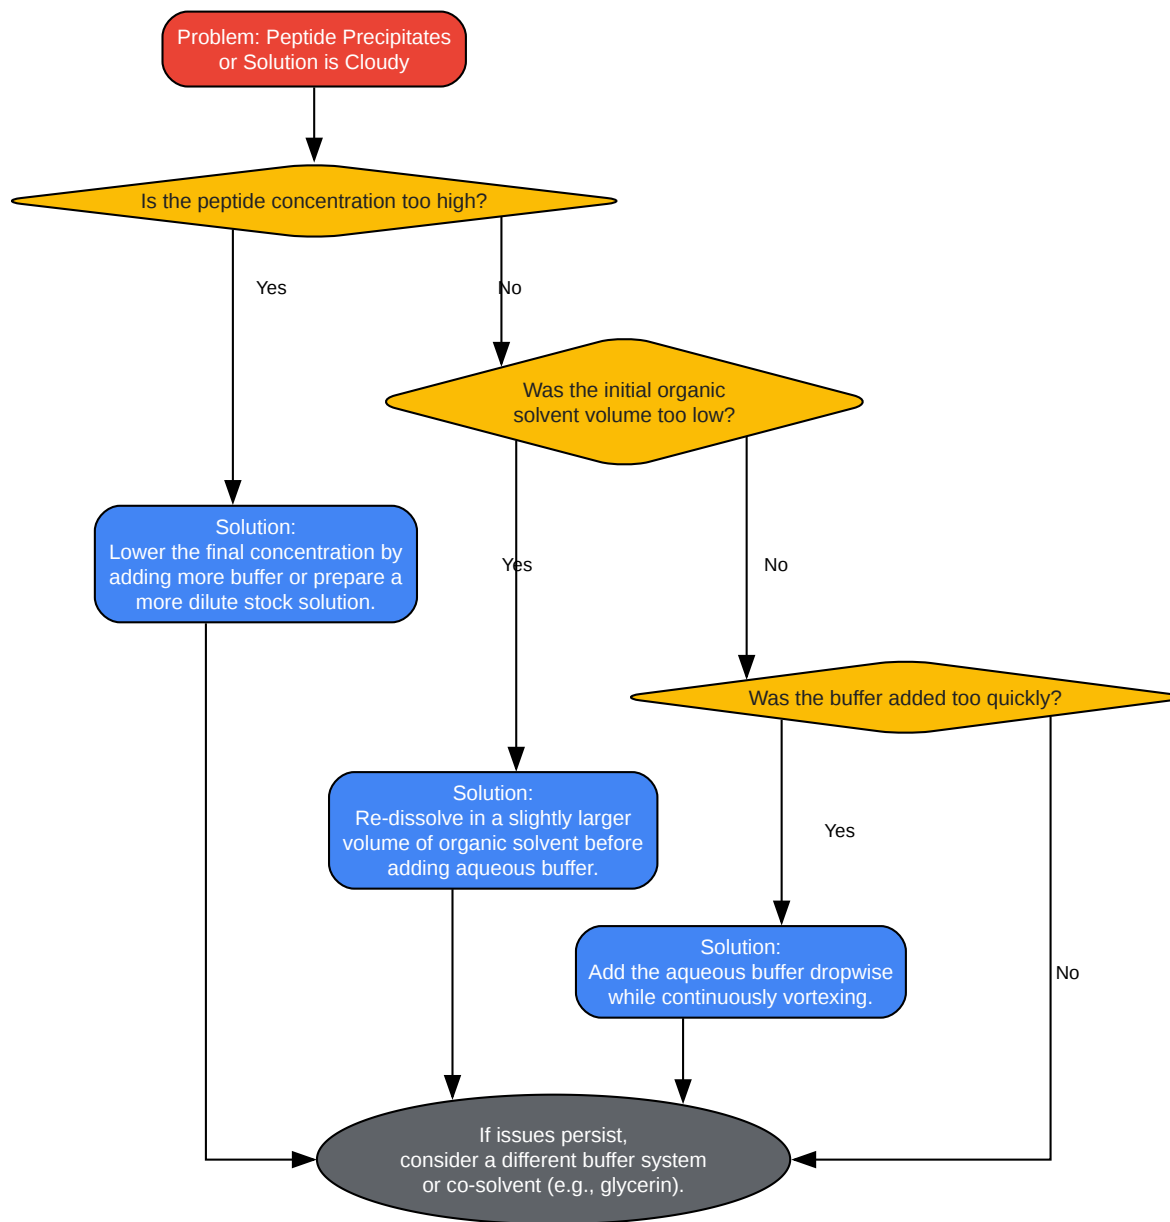 Problem: Peptide Precipitates
or Solution is Cloudy
Is the peptide concentration too high?
Yes
No
Was the initial organic
solvent volume too low?
Solution:
Lower the final concentration by
adding more buffer or prepare a
more dilute stock solution.
Yes
No
Was the buffer added too quickly?
Solution:
Re-dissolve in a slightly larger
volume of organic solvent before
adding aqueous buffer.
Yes
Solution:
Add the aqueous buffer dropwise
while continuously vortexing.
No
If issues persist,
consider a different buffer system
or co-solvent (e.g., glycerin).